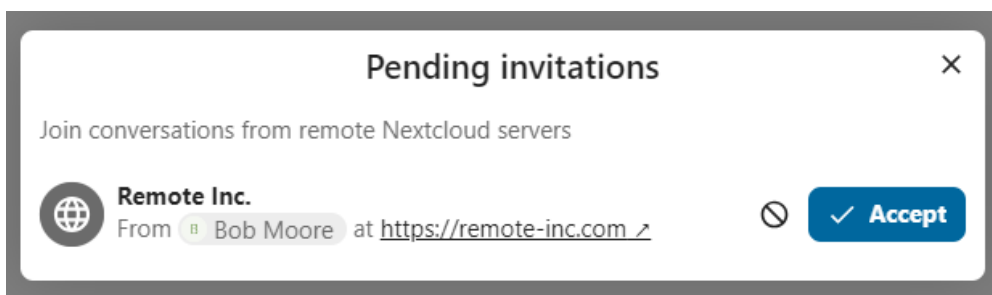 Pending invitations
Join conversations from remote Nextcloud servers
Remote Inc.
From B Bob Moore at https://remote-inc.com ↗
Accept